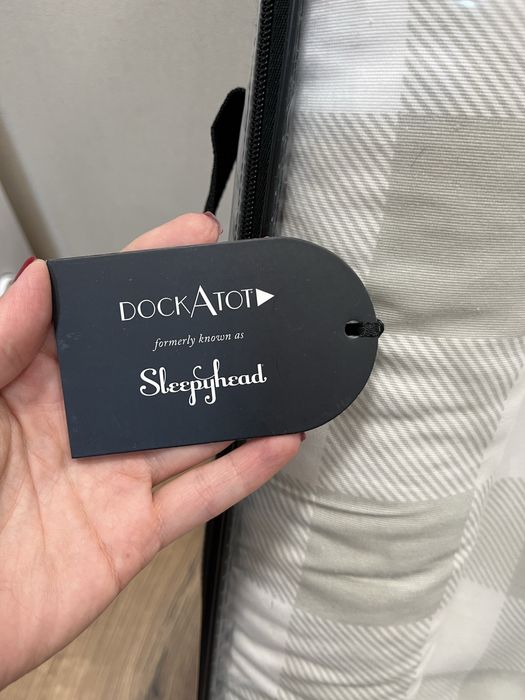 DOCKATOT
formerly known as
Sleepyhead